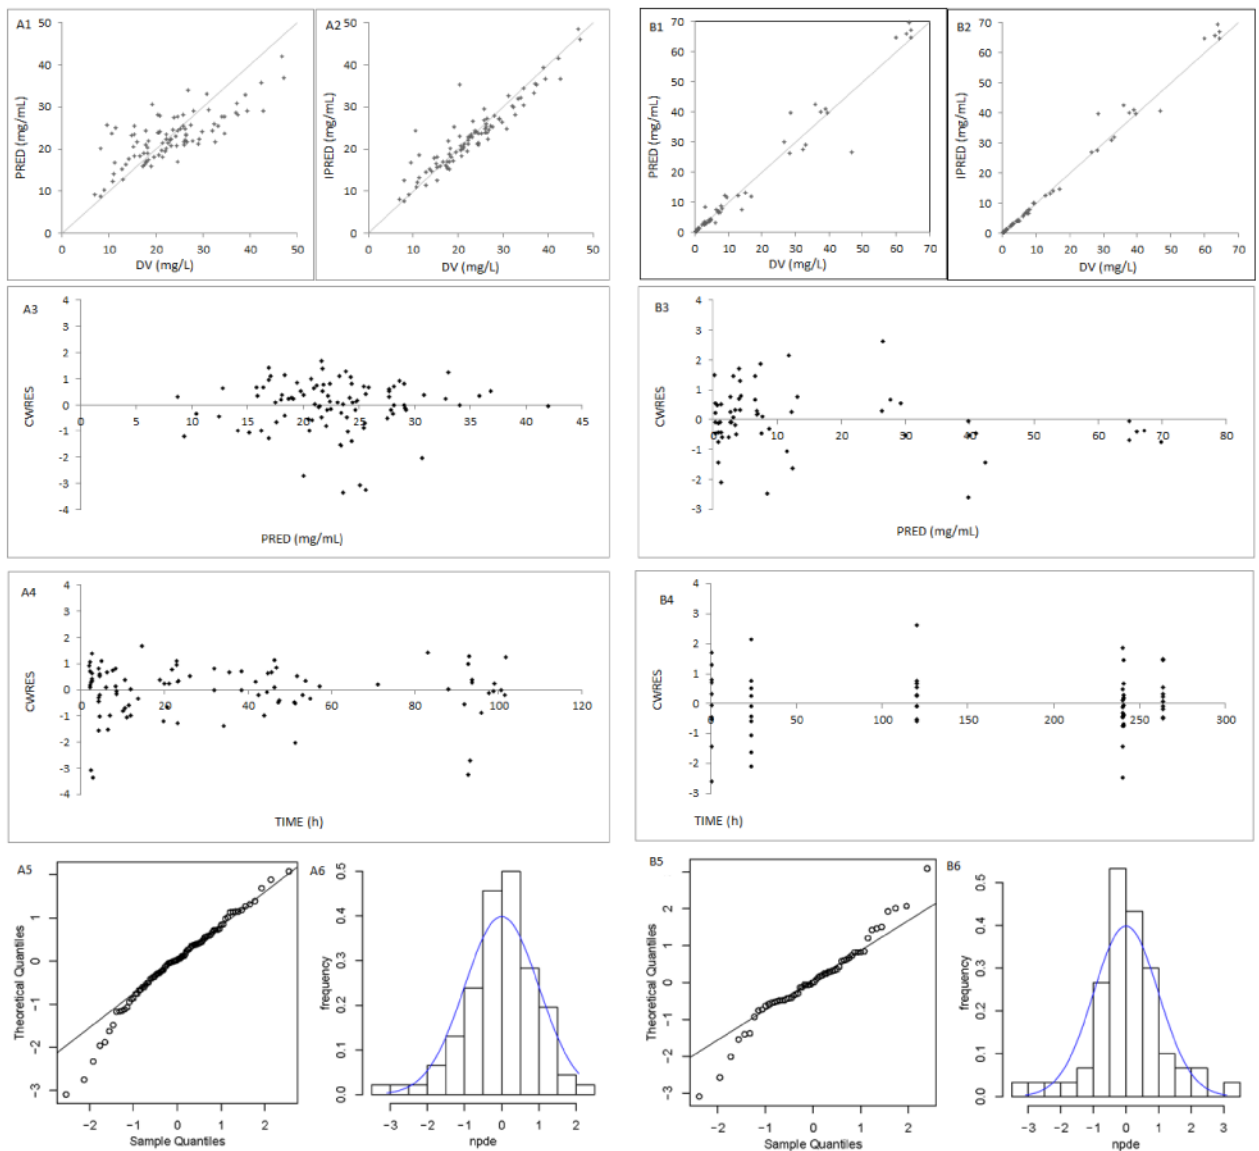 A1
50
40
30
20
10
0
PRED (mg/mL)
0 10 20 30 40 50
DV (mg/L)
A2
50
40
30
20
10
0
IPRED (mg/mL)
0 10 20 30 40 50
DV (mg/L)
B1
70
60
50
40
30
20
10
0
PRED (mg/mL)
0 10 20 30 40 50 60 70
DV (mg/L)
B2
70
60
50
40
30
20
10
0
IPRED (mg/mL)
0 10 20 30 40 50 60 70
DV (mg/L)
A3
4
3
2
1
0
-1
-2
-3
-4
CWRES
0 5 10 15 20 25 30 35 40 45
PRED (mg/mL)
B3
4
3
2
1
0
-1
-2
-3
CWRES
0 10 20 30 40 50 60 70 80
PRED (mg/mL)
A4
4
3
2
1
0
-1
-2
-3
-4
CWRES
0 20 40 60 80 100 120
TIME (h)
B4
4
3
2
1
0
-1
-2
-3
CWRES
0 50 100 150 200 250 300
TIME (h)
A5
2
1
0
-1
-2
-3
Theoretical Quantiles
-2 -1 0 1 2
Sample Quantiles
A6
0.5
0.4
0.3
0.2
0.1
0.0
frequency
-3 -2 -1 0 1 2
npde
B5
3
2
1
0
-1
-2
-3
Theoretical Quantiles
-2 -1 0 1 2
Sample Quantiles
B6
0.5
0.4
0.3
0.2
0.1
0.0
frequency
-3 -2 -1 0 1 2 3
npde